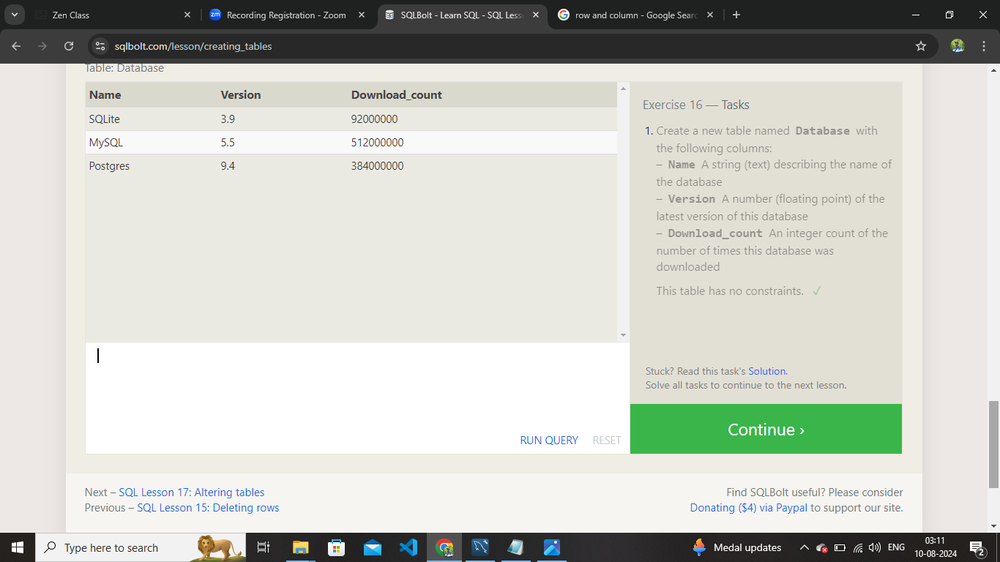 Zen Class
Recording Registration - Zoom
SQLBolt - Learn SQL - SQL Less
row and column - Google Searc
sqlbolt.com/lesson/creating_tables
Table: Database
Name Version Download_count
SQLite 3.9 92000000
MySQL 5.5 512000000
Postgres 9.4 384000000
Exercise 16 — Tasks
1. Create a new table named Database with
the following columns:
– Name A string (text) describing the name of
the database
– Version A number (floating point) of the
latest version of this database
– Download_count An integer count of the
number of times this database was
downloaded
This table has no constraints. ✓
Stuck? Read this task's Solution.
Solve all tasks to continue to the next lesson.
RUN QUERY RESET
Continue ›
Next – SQL Lesson 17: Altering tables
Previous – SQL Lesson 15: Deleting rows
Find SQLBolt useful? Please consider
Donating ($4) via Paypal to support our site.
Type here to search
Medal updates
ENG
03:11
10-08-2024
2